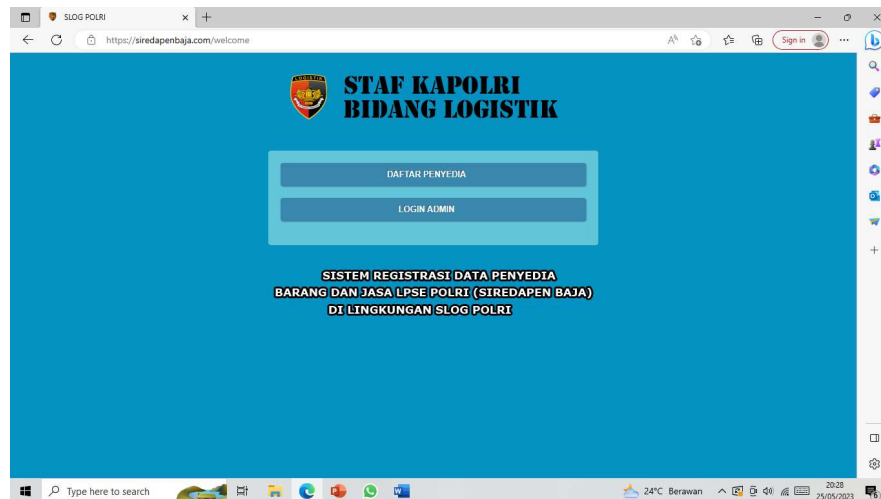 SLOG POLRI
https://siredapenbaja.com/welcome
Sign in
LOGISTIK
STAF KAPOLRI
BIDANG LOGISTIK
DAFTAR PENYEDIA
LOGIN ADMIN
SISTEM REGISTRASI DATA PENYEDIA
BARANG DAN JASA LPSE POLRI (SIREDAPEN BAJA)
DI LINGKUNGAN SLOG POLRI
Type here to search
24°C Berawan
20:28
25/05/2023